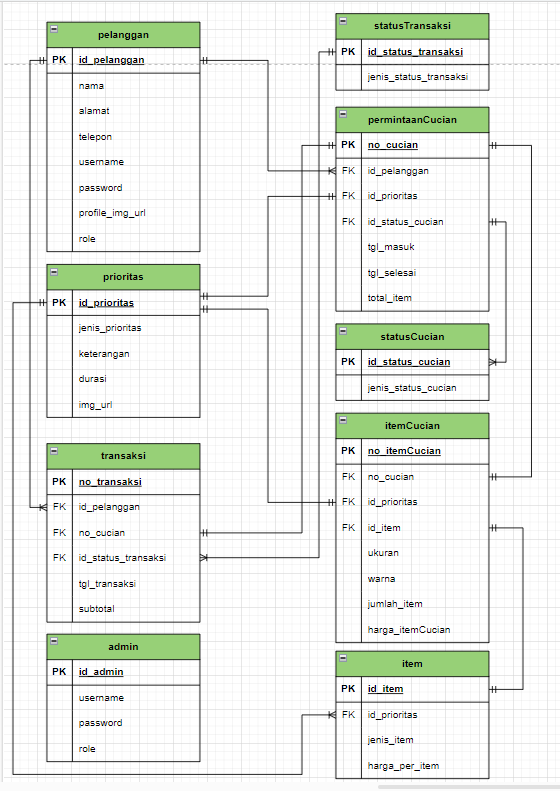 pelanggan
PK id_pelanggan
nama
alamat
telepon
username
password
profile_img_url
role
prioritas
PK id_prioritas
jenis_prioritas
keterangan
durasi
img_url
transaksi
PK no_transaksi
FK id_pelanggan
FK no_cucian
FK id_status_transaksi
tgl_transaksi
subtotal
admin
PK id_admin
username
password
role
statusTransaksi
PK id_status_transaksi
jenis_status_transaksi
permintaanCucian
PK no_cucian
FK id_pelanggan
FK id_prioritas
FK id_status_cucian
tgl_masuk
tgl_selesai
total_item
statusCucian
PK id_status_cucian
jenis_status_cucian
itemCucian
PK no_itemCucian
FK no_cucian
FK id_prioritas
FK id_item
ukuran
warna
jumlah_item
harga_itemCucian
item
PK id_item
FK id_prioritas
jenis_item
harga_per_item